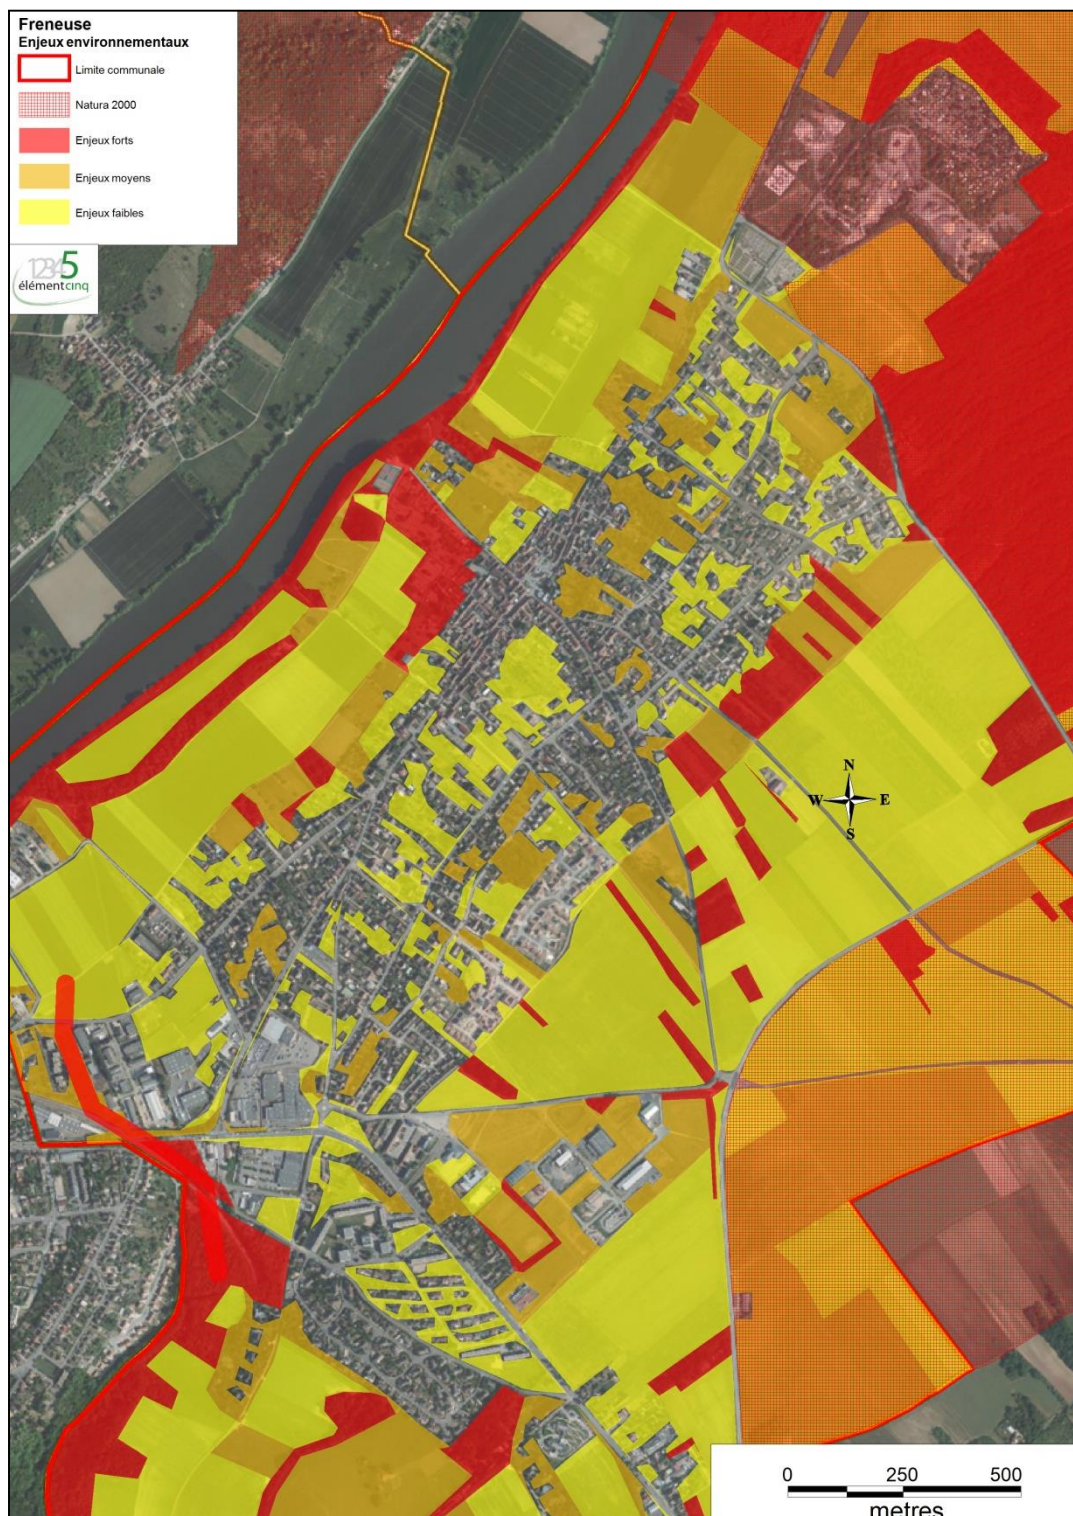 Freneuse
Enjeux environnementaux
Limite communale
Natura 2000
Enjeux forts
Enjeux moyens
Enjeux faibles
12345
élémentcinq
N
W E
S
0 250 500
metres